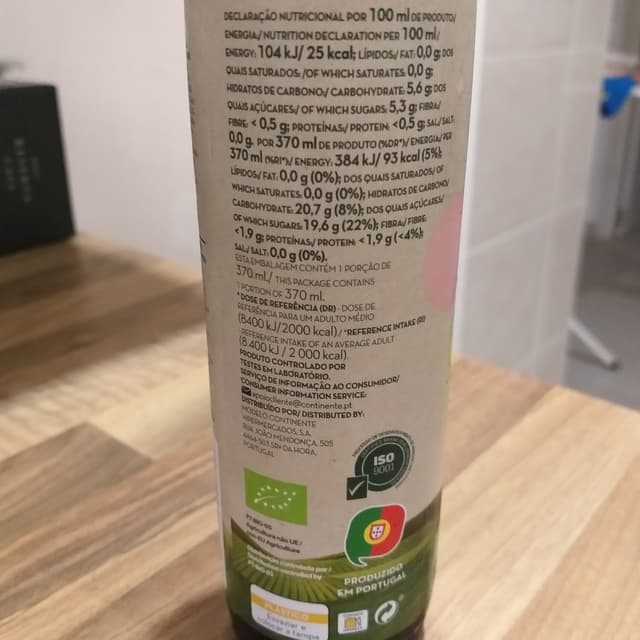 DECLARAÇÃO NUTRICIONAL POR 100 ml DE PRODUTO/
ENERGIA/ NUTRITION DECLARATION PER 100 ml/
ENERGY: 104 kJ/ 25 kcal; LÍPIDOS/ FAT: 0,0 g; DOS
QUAIS SATURADOS: /OF WHICH SATURATES: 0,0 g;
HIDRATOS DE CARBONO/ CARBOHYDRATE: 5,6 g; DOS
QUAIS AÇÚCARES/ OF WHICH SUGARS: 5,3 g; FIBRA/
FIBRE: < 0,5 g; PROTEÍNAS/ PROTEIN: <0,5 g; SAL/ SALT:
0,0 g. POR 370 ml DE PRODUTO (%DR*)/ ENERGIA/ PER
370 ml (%RI*)/ ENERGY: 384 kJ/ 93 kcal (5%);
LÍPIDOS/ FAT: 0,0 g (0%); DOS QUAIS SATURADOS/ OF
WHICH SATURATES: 0,0 g (0%); HIDRATOS DE CARBONO/
CARBOHYDRATE: 20,7 g (8%); DOS QUAIS AÇÚCARES/
OF WHICH SUGARS: 19,6 g (22%); FIBRA/ FIBRE:
<1,9 g; PROTEÍNAS/ PROTEIN: < 1,9 g (<4%);
SAL/ SALT: 0,0 g (0%).
ESTA EMBALAGEM CONTÉM 1 PORÇÃO DE
370 ml./ THIS PACKAGE CONTAINS
1 PORTION OF 370 ml.
*DOSE DE REFERÊNCIA (DR) - DOSE DE
REFERÊNCIA PARA UM ADULTO MÉDIO
(8400 kJ/2000 kcal)./ *REFERENCE INTAKE (RI)
REFERENCE INTAKE OF AN AVERAGE ADULT
(8 400 kJ / 2 000 kcal).
PRODUTO CONTROLADO POR
TESTES EM LABORATÓRIO.
SERVIÇO DE INFORMAÇÃO AO CONSUMIDOR/
CONSUMER INFORMATION SERVICE:
apoiocliente@continente.pt
DISTRIBUÍDO POR/ DISTRIBUTED BY:
MODELO CONTINENTE
HIPERMERCADOS, S.A.
RUA JOÃO MENDONÇA, 505
4464-503 SRª DA HORA,
PORTUGAL
ISO
9001
PT-BIO-05
Agricultura não UE /
non-EU Agriculture
controlada por /
controlled by
PRODUZIDO
EM PORTUGAL
PLÁSTICO
Esvaziar e
colocar a tampa